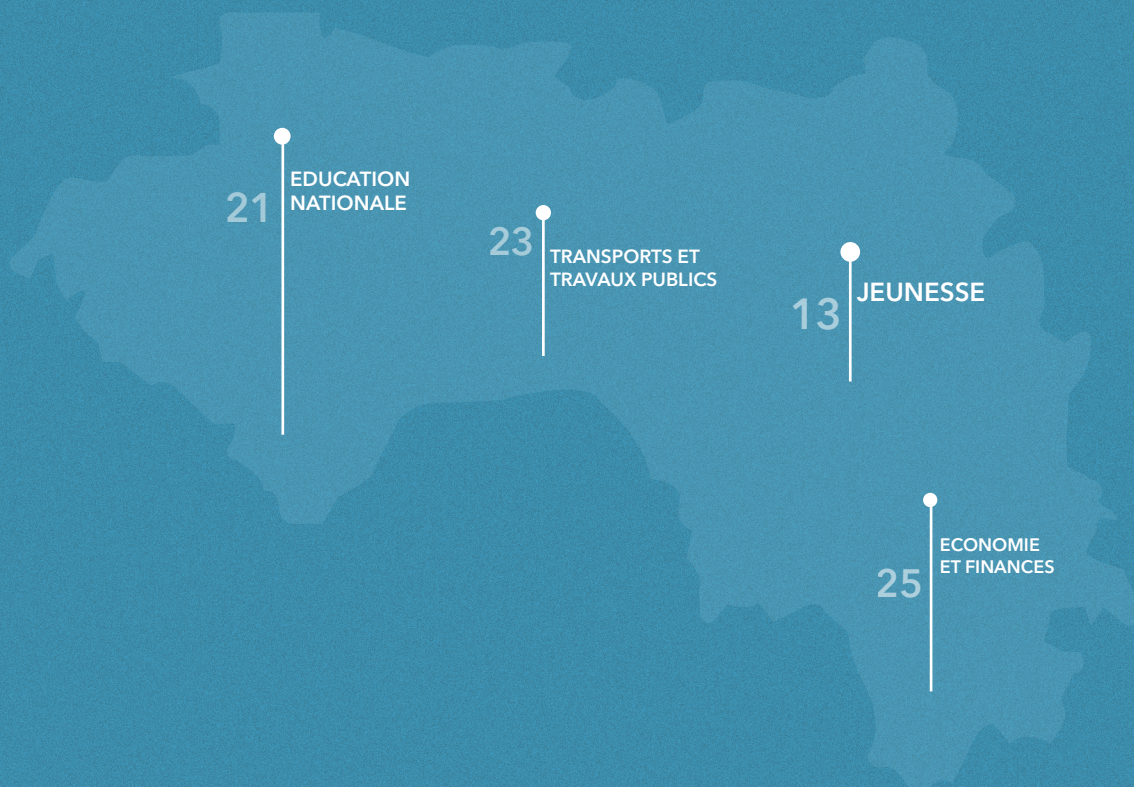 21
EDUCATION
NATIONALE
23
TRANSPORTS ET
TRAVAUX PUBLICS
13
JEUNESSE
25
ECONOMIE
ET FINANCES